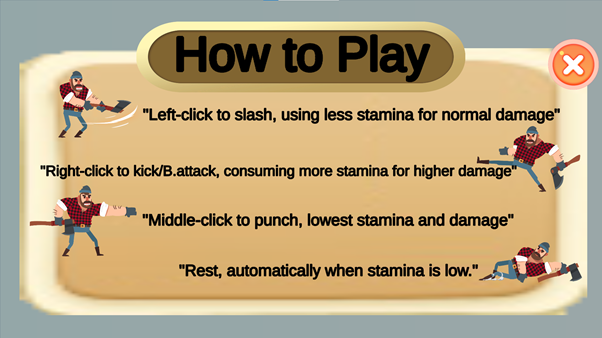 How to Play
"Left-click to slash, using less stamina for normal damage"
"Right-click to kick/B.attack, consuming more stamina for higher damage"
"Middle-click to punch, lowest stamina and damage"
"Rest, automatically when stamina is low."